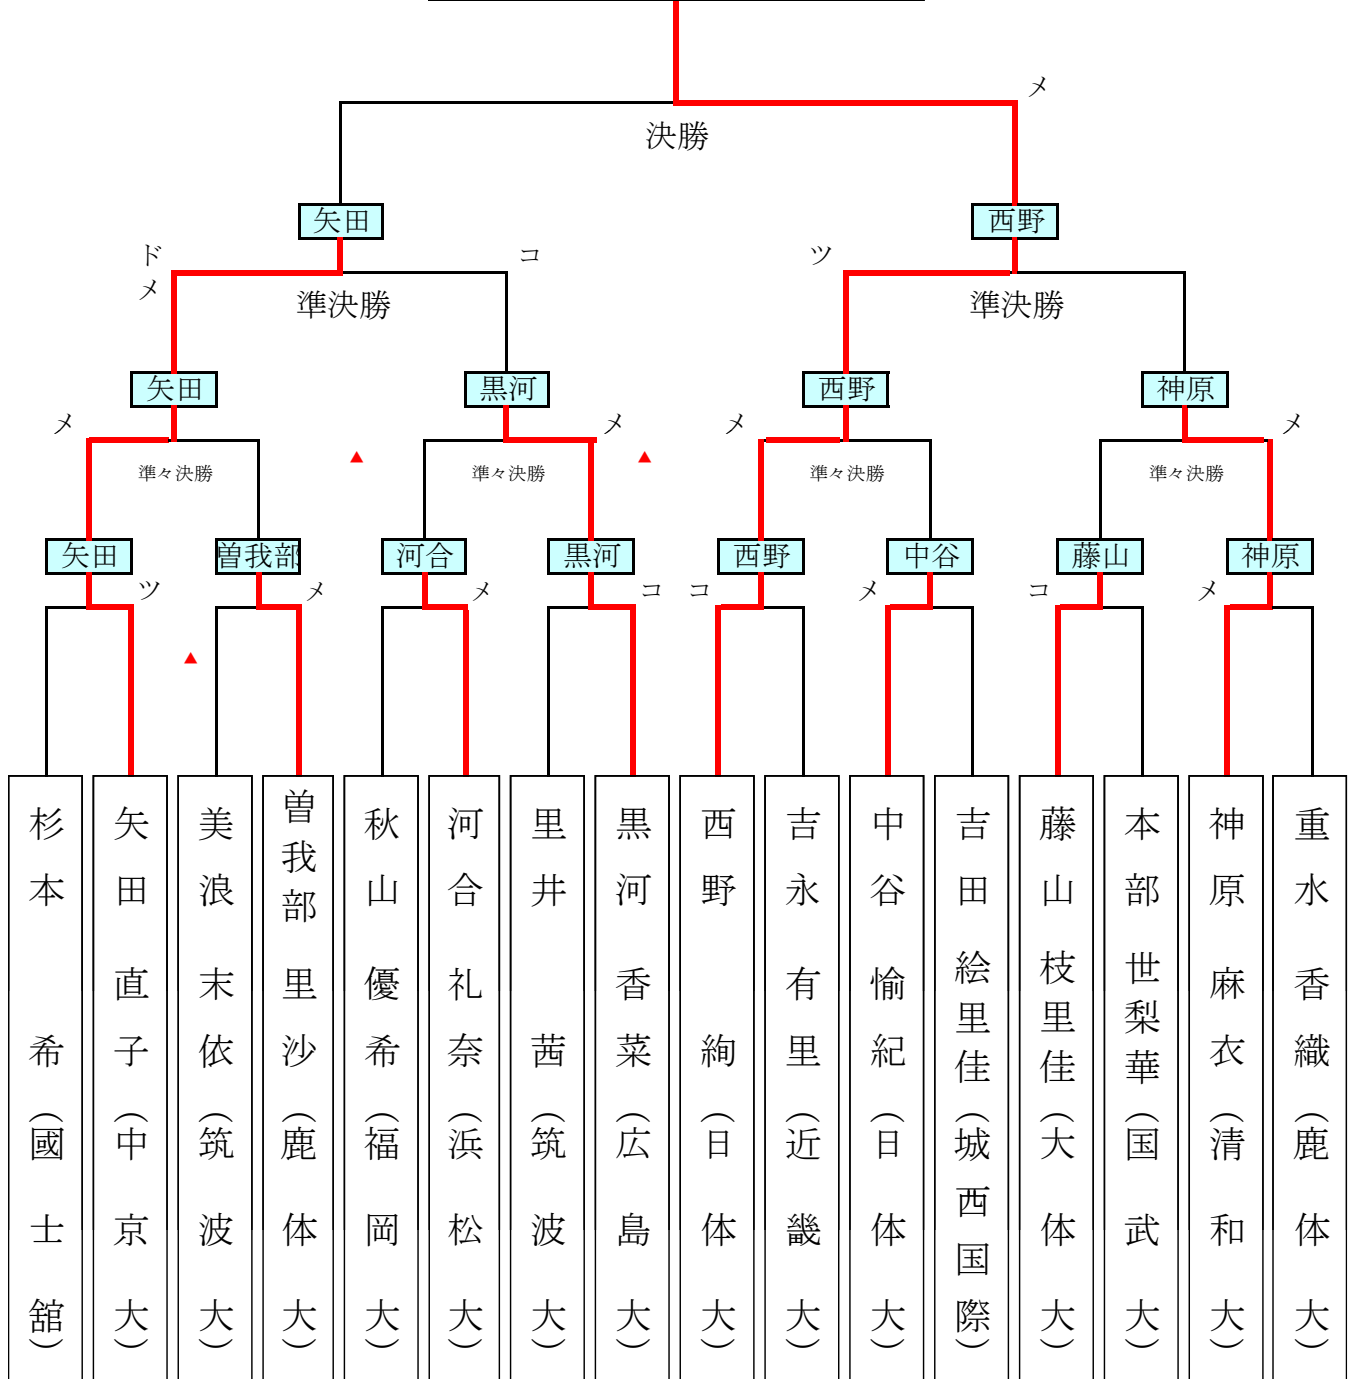 メ
決勝
矢田
西野
ド
メ
コ
ツ
準決勝
準決勝
矢田
黒河
西野
神原
メ
メ
メ
メ
▲
▲
準々決勝
準々決勝
準々決勝
準々決勝
矢田
曽我部
河合
黒河
西野
中谷
藤山
神原
ツ
メ
メ
コ
コ
メ
コ
メ
▲
杉本 希(國士舘)
矢田 直子(中京大)
美浪 末依(筑波大)
曽我部 里沙(鹿体大)
秋山 優希(福岡大)
河合 礼奈(浜松大)
里井 茜(筑波大)
黒河 香菜(広島大)
西野 絢(日体大)
吉永 有里(近畿大)
中谷 愉紀(日体大)
吉田 絵里佳(城西国際)
藤山 枝里佳(大体大)
本部 世梨華(国武大)
神原 麻衣(清和大)
重水 香織(鹿体大)